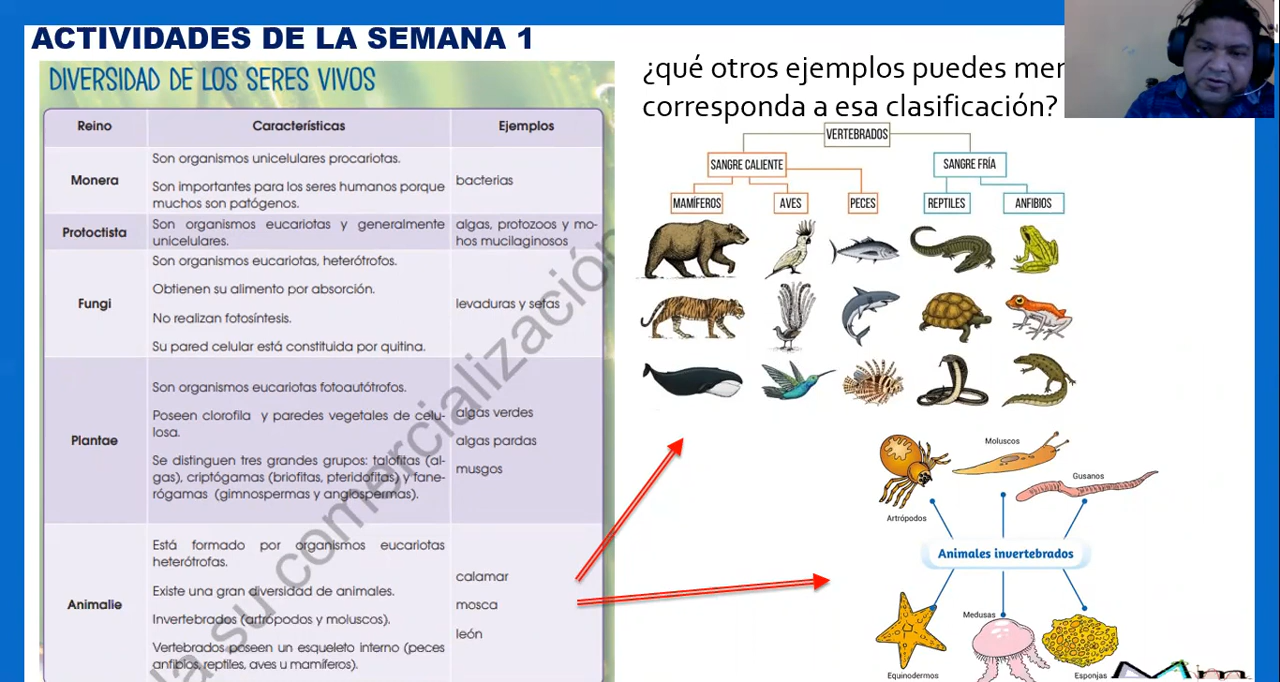 ACTIVIDADES DE LA SEMANA 1
DIVERSIDAD DE LOS SERES VIVOS
Reino
Características
Ejemplos
Monera
Son organismos unicelulares procariotas.
Son importantes para los seres humanos porque
muchos son patógenos.
bacterias
Protoctista
Son organismos eucariotas y generalmente
unicelulares.
algas, protozoos y mo-
hos mucilaginosos
Fungi
Son organismos eucariotas, heterótrofos.
Obtienen su alimento por absorción.
No realizan fotosíntesis.
Su pared celular está constituida por quitina.
levaduras y setas
Plantae
Son organismos eucariotas fotoautótrofos.
Poseen clorofila y paredes vegetales de celu-
losa.
Se distinguen tres grandes grupos: talofitas (al-
gas), criptógamas (briofitas, pteridofitas) y fane-
rógamas (gimnospermas y angiospermas).
algas verdes
algas pardas
musgos
Animalie
Está formado por organismos eucariotas
heterótrofas.
Existe una gran diversidad de animales.
Invertebrados (artrópodos y moluscos).
Vertebrados poseen un esqueleto interno (peces
anfibios, reptiles, aves u mamíferos).
calamar
mosca
león
la su comercialización
¿qué otros ejemplos puedes
corresponda a esa clasificación?
VERTEBRADOS
SANGRE CALIENTE
SANGRE FRÍA
MAMÍFEROS
AVES
PECES
REPTILES
ANFIBIOS
Moluscos
Gusanos
Artrópodos
Animales invertebrados
Medusas
Equinodermos
Esponjas